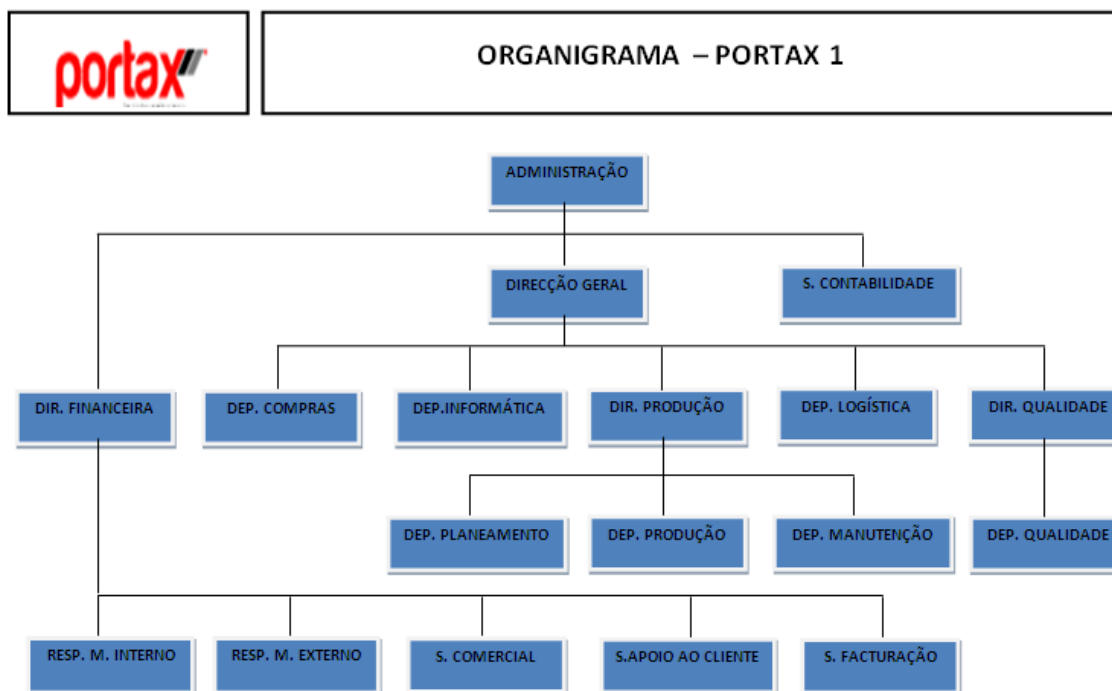 portax
ORGANIGRAMA – PORTAX 1
ADMINISTRAÇÃO
DIRECÇÃO GERAL
S. CONTABILIDADE
DIR. FINANCEIRA
DEP. COMPRAS
DEP.INFORMÁTICA
DIR. PRODUÇÃO
DEP. LOGÍSTICA
DIR. QUALIDADE
DEP. PLANEAMENTO
DEP. PRODUÇÃO
DEP. MANUTENÇÃO
DEP. QUALIDADE
RESP. M. INTERNO
RESP. M. EXTERNO
S. COMERCIAL
S.APOIO AO CLIENTE
S. FACTURAÇÃO